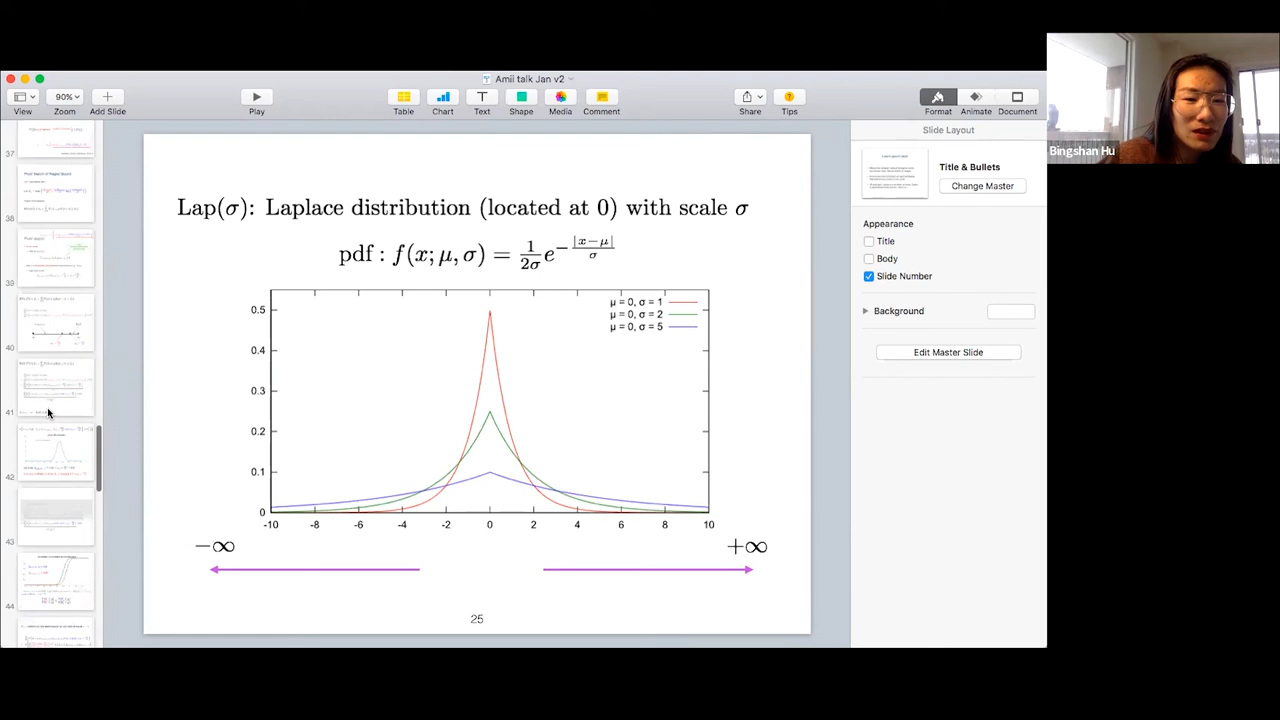 Amii talk Jan v2
90%
View
Zoom
Add Slide
Play
Table
Chart
Text
Shape
Media
Comment
Share
Tips
Format
Animate
Document
Bingshan Hu
Slide Layout
Title & Bullets
Change Master
Appearance
Title
Body
Slide Number
Background
Edit Master Slide
37
38
39
40
41
42
43
44
Lap(σ): Laplace distribution (located at 0) with scale σ
pdf : f(x; μ, σ) = 1/2σ e^−|x−μ|/σ
μ = 0, σ = 1
μ = 0, σ = 2
μ = 0, σ = 5
0.5
0.4
0.3
0.2
0.1
0
-10 -8 -6 -4 -2 0 2 4 6 8 10
−∞ +∞
25